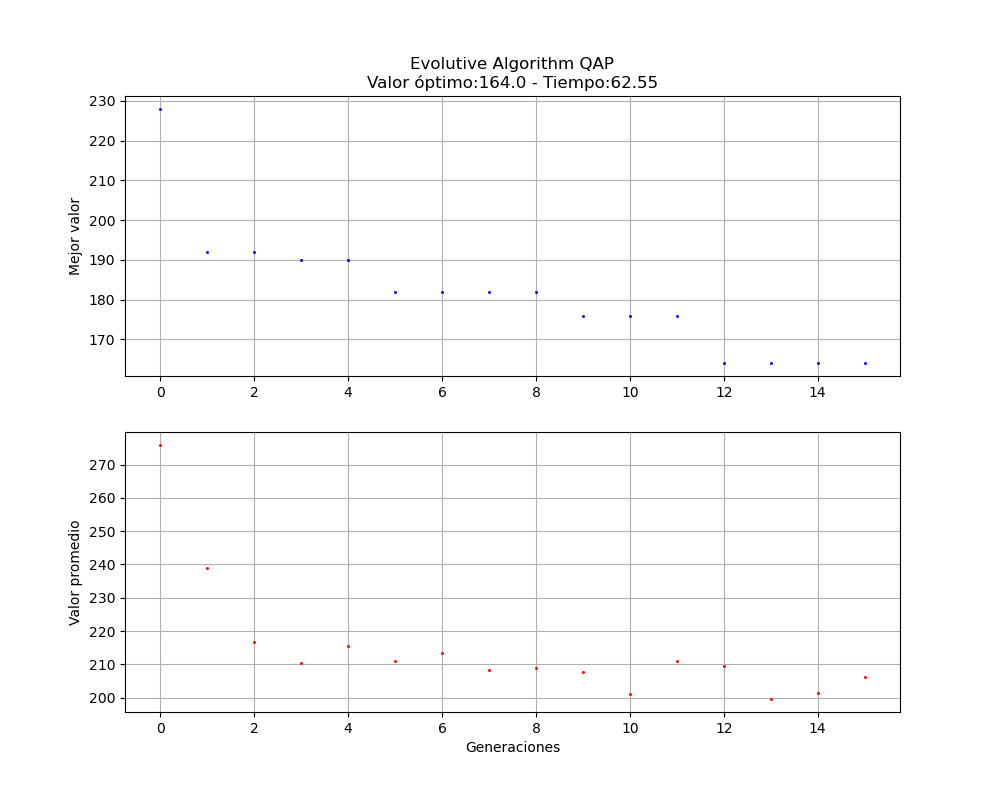 Evolutive Algorithm QAP
Valor óptimo:164.0 - Tiempo:62.55
230
220
210
200
190
180
170
Mejor valor
0 2 4 6 8 10 12 14
270
260
250
240
230
220
210
200
Valor promedio
0 2 4 6 8 10 12 14
Generaciones